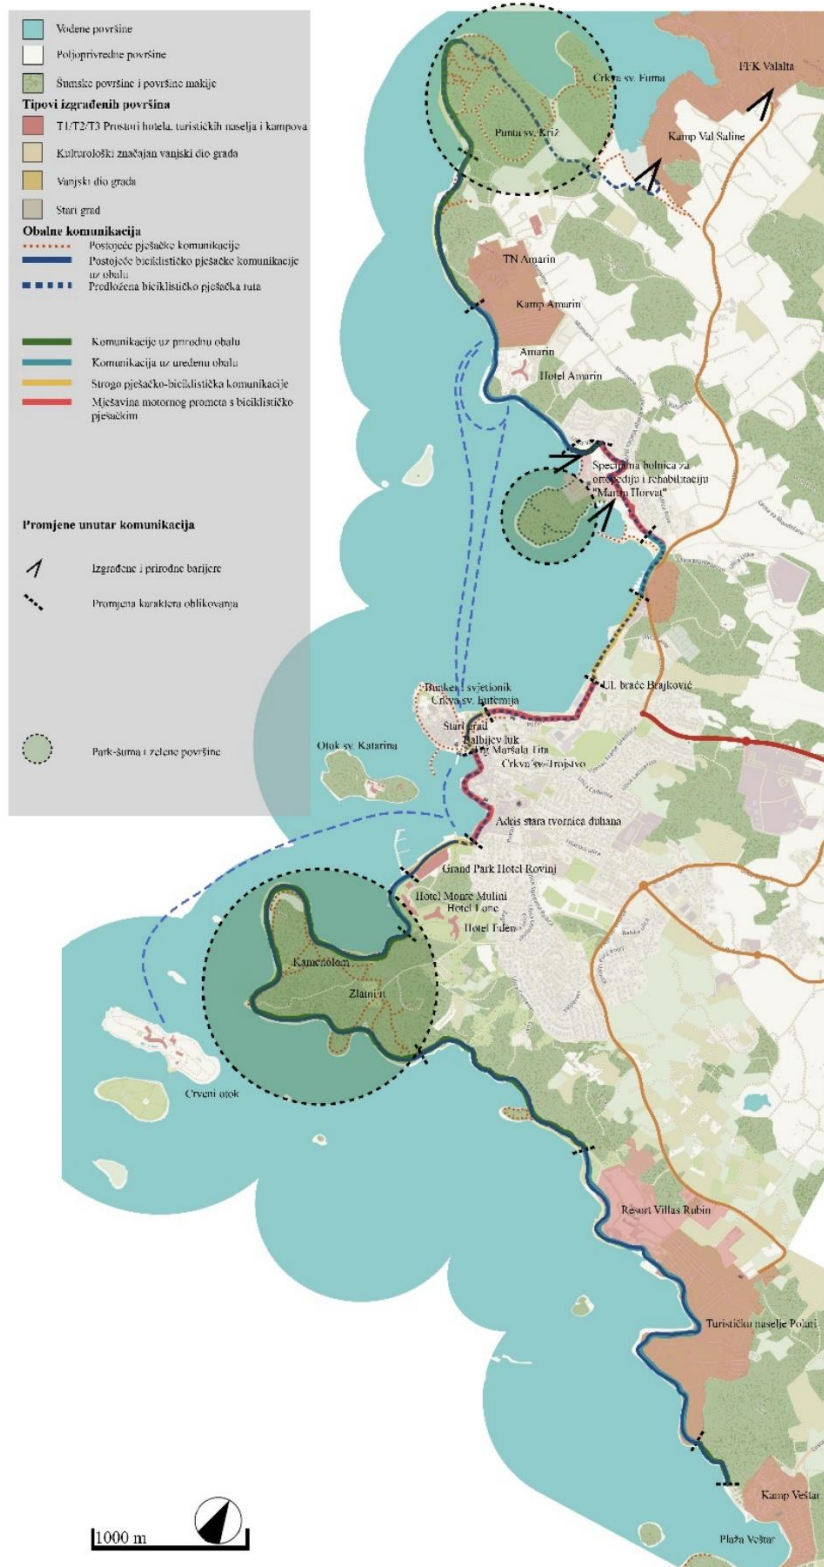 Vodene površine
Poljoprivredne površine
Šumske površine i površine makije
Tipovi izgrađenih površina
T1/T2/T3 Prostori hotela, turističkih naselja i kampova
Kulturološki značajan vanjski dio grada
Vanjski dio grada
Stari grad
Obalne komunikacija
Postojeće pješačke komunikacije
Postojeće biciklističko pješačke komunikacije
uz obalu
Predložena biciklističko pješačka ruta
Komunikacije uz prirodnu obalu
Komunikacija uz uređenu obalu
Strogo pješačko-biciklistička komunikacije
Mješavina motornog prometa s biciklističko
pješačkim
Promjene unutar komunikacija
Izgrađene i prirodne barijere
Promjena karaktera oblikovanja
Park-šuma i zelene površine
Crkva sv. Eufuma
FFK Valalta
Punta sv. Križ
Kamp Val Saline
TN Amarin
Kamp Amarin
Amarin
Hotel Amarin
Specijalna bolnica za
ortopediju i rehabilitaciju
"Martin Horvat"
Ul. braće Brajković
Bunker i svjetionik
Crkva sv. Eufemija
Stari grad
Balbijev luk
Trg Maršala Tita
Otok sv. Katarina
Crkva sv. Trojstvo
Adris stara tvornica duhana
Grand Park Hotel Rovinj
Hotel Monte Mulini
Hotel Lone
Hotel Eden
Kamenolom
Zlatni rt
Crveni otok
Resort Villas Rubin
Turističko naselje Polari
Kamp Veštar
Plaža Veštar
1000 m